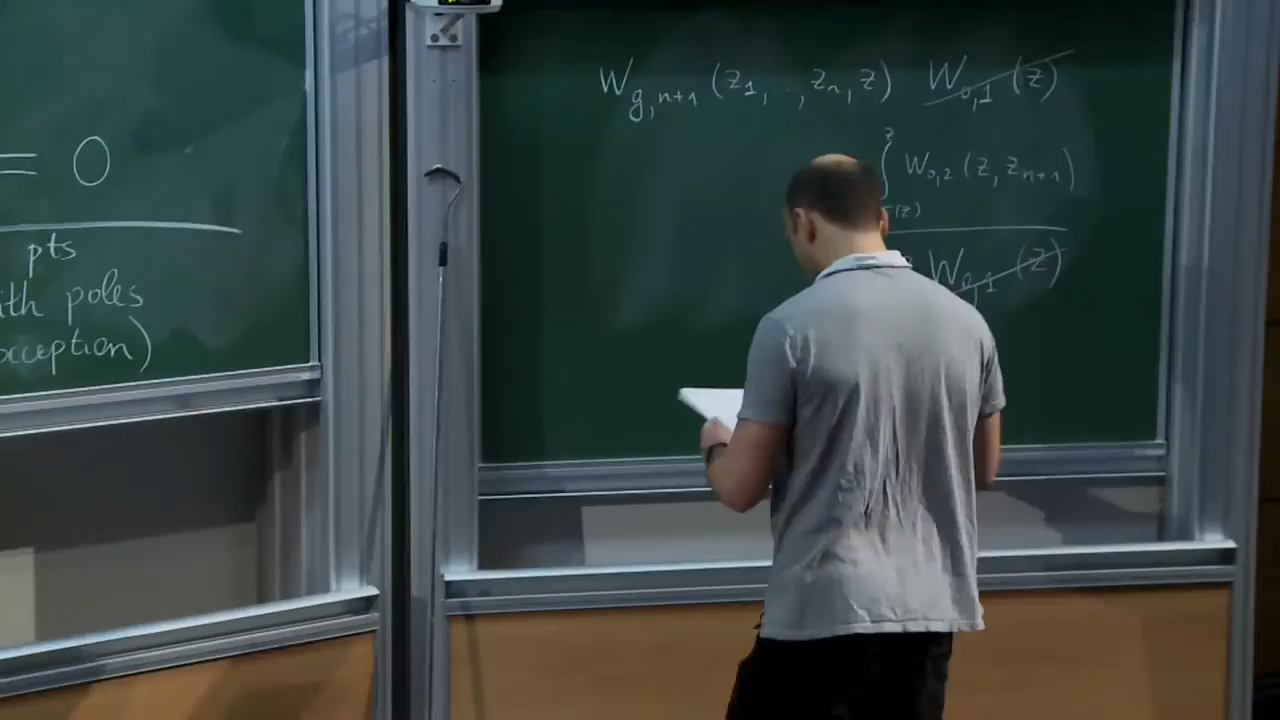 = 0
pts
ith poles
xception)
W_{g,n+1} (z_1,..,z_n,z) W_{0,1} (z)
z
∫ W_{0,2} (z, z_{n+1})
(z)
W_{0,1} (z)